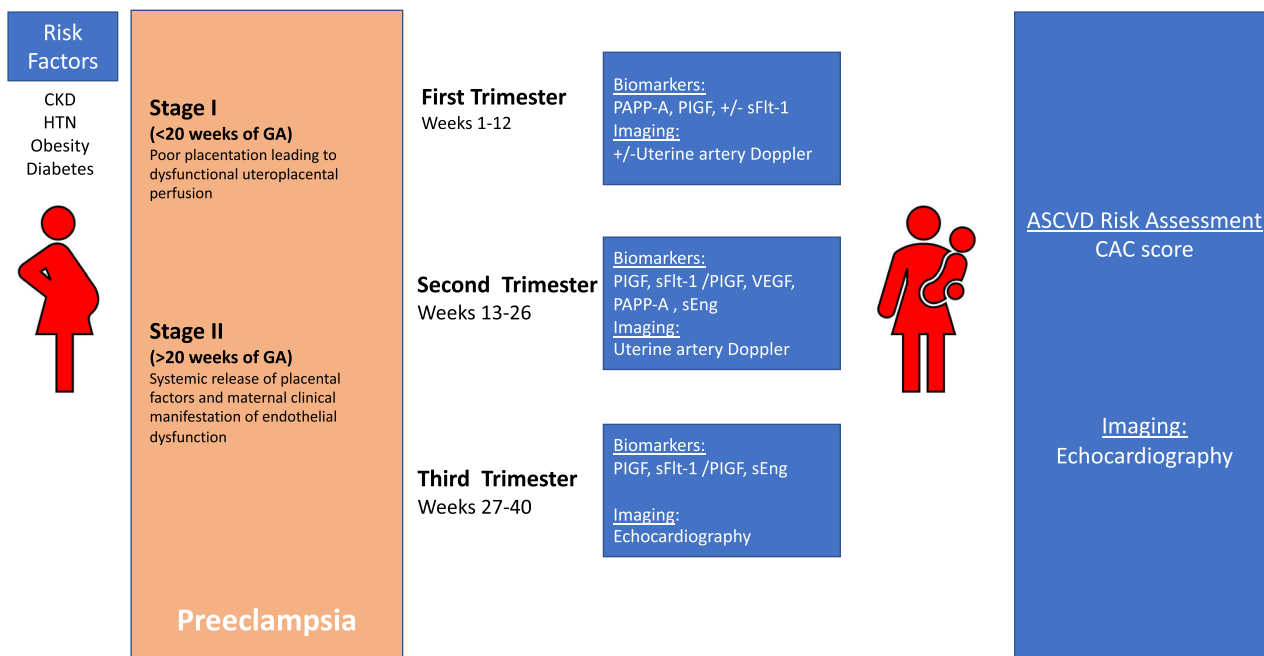 Risk
Factors
CKD
HTN
Obesity
Diabetes
Stage I
(<20 weeks of GA)
Poor placentation leading to
dysfunctional uteroplacental
perfusion
Stage II
(>20 weeks of GA)
Systemic release of placental
factors and maternal clinical
manifestation of endothelial
dysfunction
Preeclampsia
First Trimester
Weeks 1-12
Biomarkers:
PAPP-A, PIGF, +/- sFlt-1
Imaging:
+/-Uterine artery Doppler
Second  Trimester
Weeks 13-26
Biomarkers:
PIGF, sFlt-1 /PIGF, VEGF,
PAPP-A , sEng
Imaging:
Uterine artery Doppler
Third  Trimester
Weeks 27-40
Biomarkers:
PIGF, sFlt-1 /PIGF, sEng
Imaging:
Echocardiography
ASCVD Risk Assessment
CAC score
Imaging:
Echocardiography